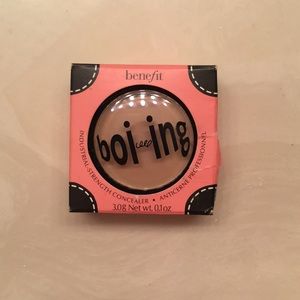 benefit
boi-ing
INDUSTRIAL STRENGTH CONCEALER • ANTICERNE PROFESSIONNEL
3.0g Net wt. 0.1oz